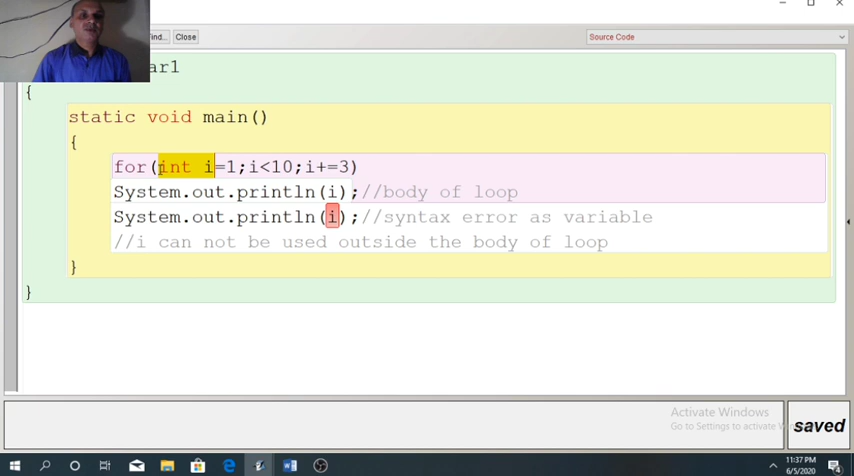 Find... Close Source Code
ar1
{
static void main()
{
for(int i=1;i<10;i+=3)
System.out.println(i);//body of loop
System.out.println(i);//syntax error as variable
//i can not be used outside the body of loop
}
}
Activate Windows
Go to Settings to activate Win
saved
11:37 PM
6/5/2020